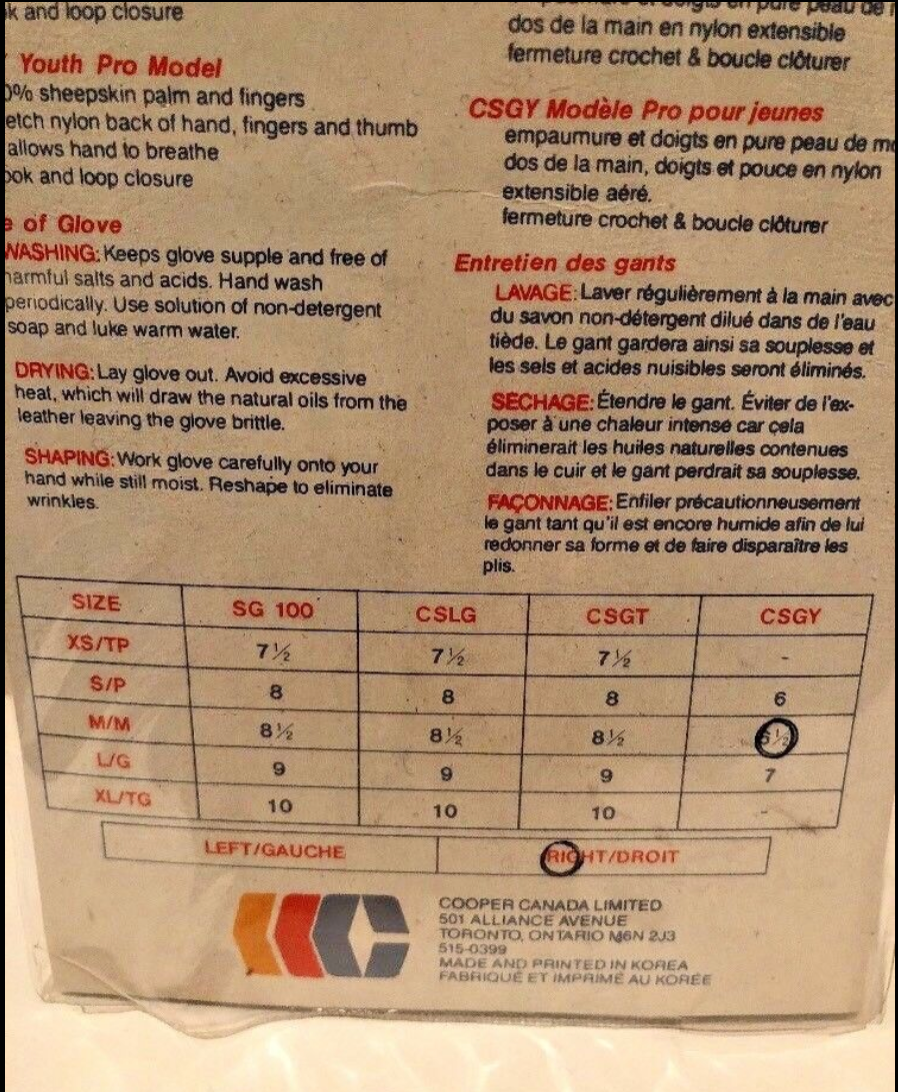 k and loop closure
Youth Pro Model
0% sheepskin palm and fingers
etch nylon back of hand, fingers and thumb
allows hand to breathe
ook and loop closure
e of Glove
WASHING: Keeps glove supple and free of
harmful salts and acids. Hand wash
periodically. Use solution of non-detergent
soap and luke warm water.
DRYING: Lay glove out. Avoid excessive
heat, which will draw the natural oils from the
leather leaving the glove brittle.
SHAPING: Work glove carefully onto your
hand while still moist. Reshape to eliminate
wrinkles.
et doigts en pure peau de
dos de la main en nylon extensible
fermeture crochet & boucle clôturer
CSGY Modèle Pro pour jeunes
empaumure et doigts en pure peau de mo
dos de la main, doigts et pouce en nylon
extensible aéré.
fermeture crochet & boucle clôturer
Entretien des gants
LAVAGE: Laver régulièrement à la main avec
du savon non-détergent dilué dans de l'eau
tiède. Le gant gardera ainsi sa souplesse et
les sels et acides nuisibles seront éliminés.
SECHAGE: Étendre le gant. Éviter de l'ex-
poser à une chaleur intense car cela
éliminerait les huiles naturelles contenues
dans le cuir et le gant perdrait sa souplesse.
FAÇONNAGE: Enfiler précautionneusement
le gant tant qu'il est encore humide afin de lui
redonner sa forme et de faire disparaître les
plis.
SIZE SG 100 CSLG CSGT CSGY
XS/TP 7½ 7½ 7½ -
S/P 8 8 8 6
M/M 8½ 8½ 8½ 6½
L/G 9 9 9 7
XL/TG 10 10 10 -
LEFT/GAUCHE RIGHT/DROIT
COOPER CANADA LIMITED
501 ALLIANCE AVENUE
TORONTO, ONTARIO M6N 2J3
515-0399
MADE AND PRINTED IN KOREA
FABRIQUÉ ET IMPRIMÉ AU KORÉE